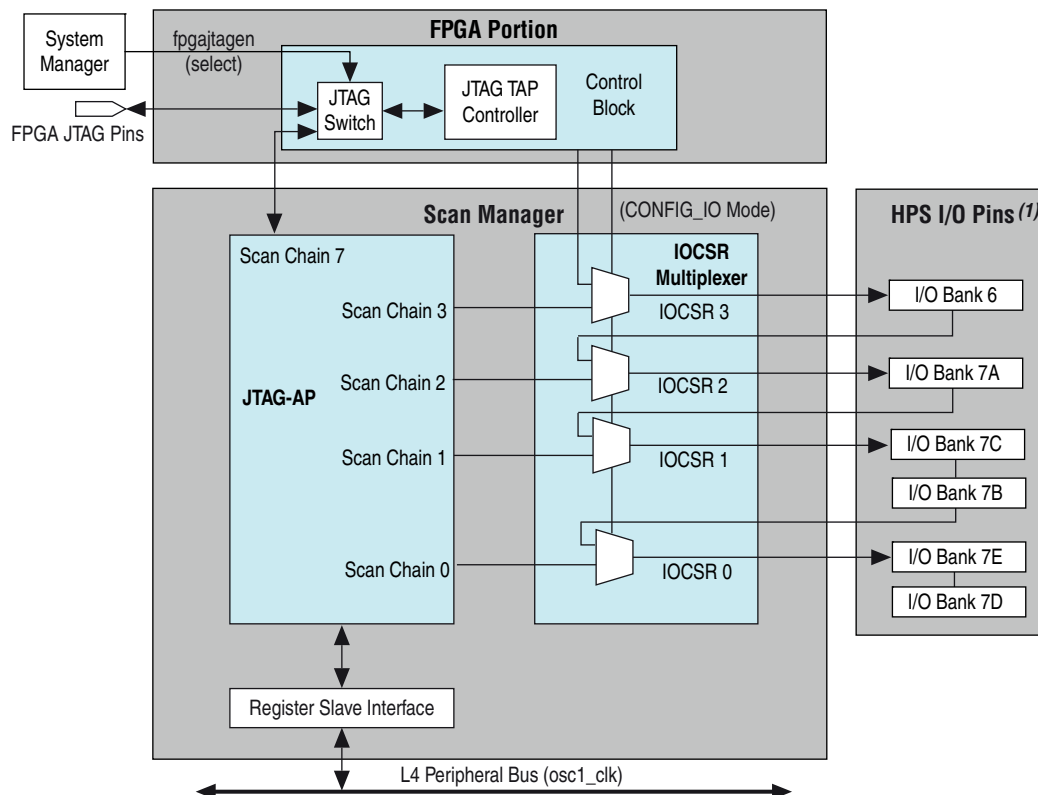 FPGA Portion
System
Manager
fpgajtagen
(select)
JTAG
Switch
JTAG TAP
Controller
Control
Block
FPGA JTAG Pins
Scan Manager
(CONFIG_IO Mode)
HPS I/O Pins (1)
Scan Chain 7
IOCSR
Multiplexer
Scan Chain 3
IOCSR 3
I/O Bank 6
Scan Chain 2
IOCSR 2
I/O Bank 7A
JTAG-AP
Scan Chain 1
IOCSR 1
I/O Bank 7C
I/O Bank 7B
Scan Chain 0
IOCSR 0
I/O Bank 7E
I/O Bank 7D
Register Slave Interface
L4 Peripheral Bus (osc1_clk)